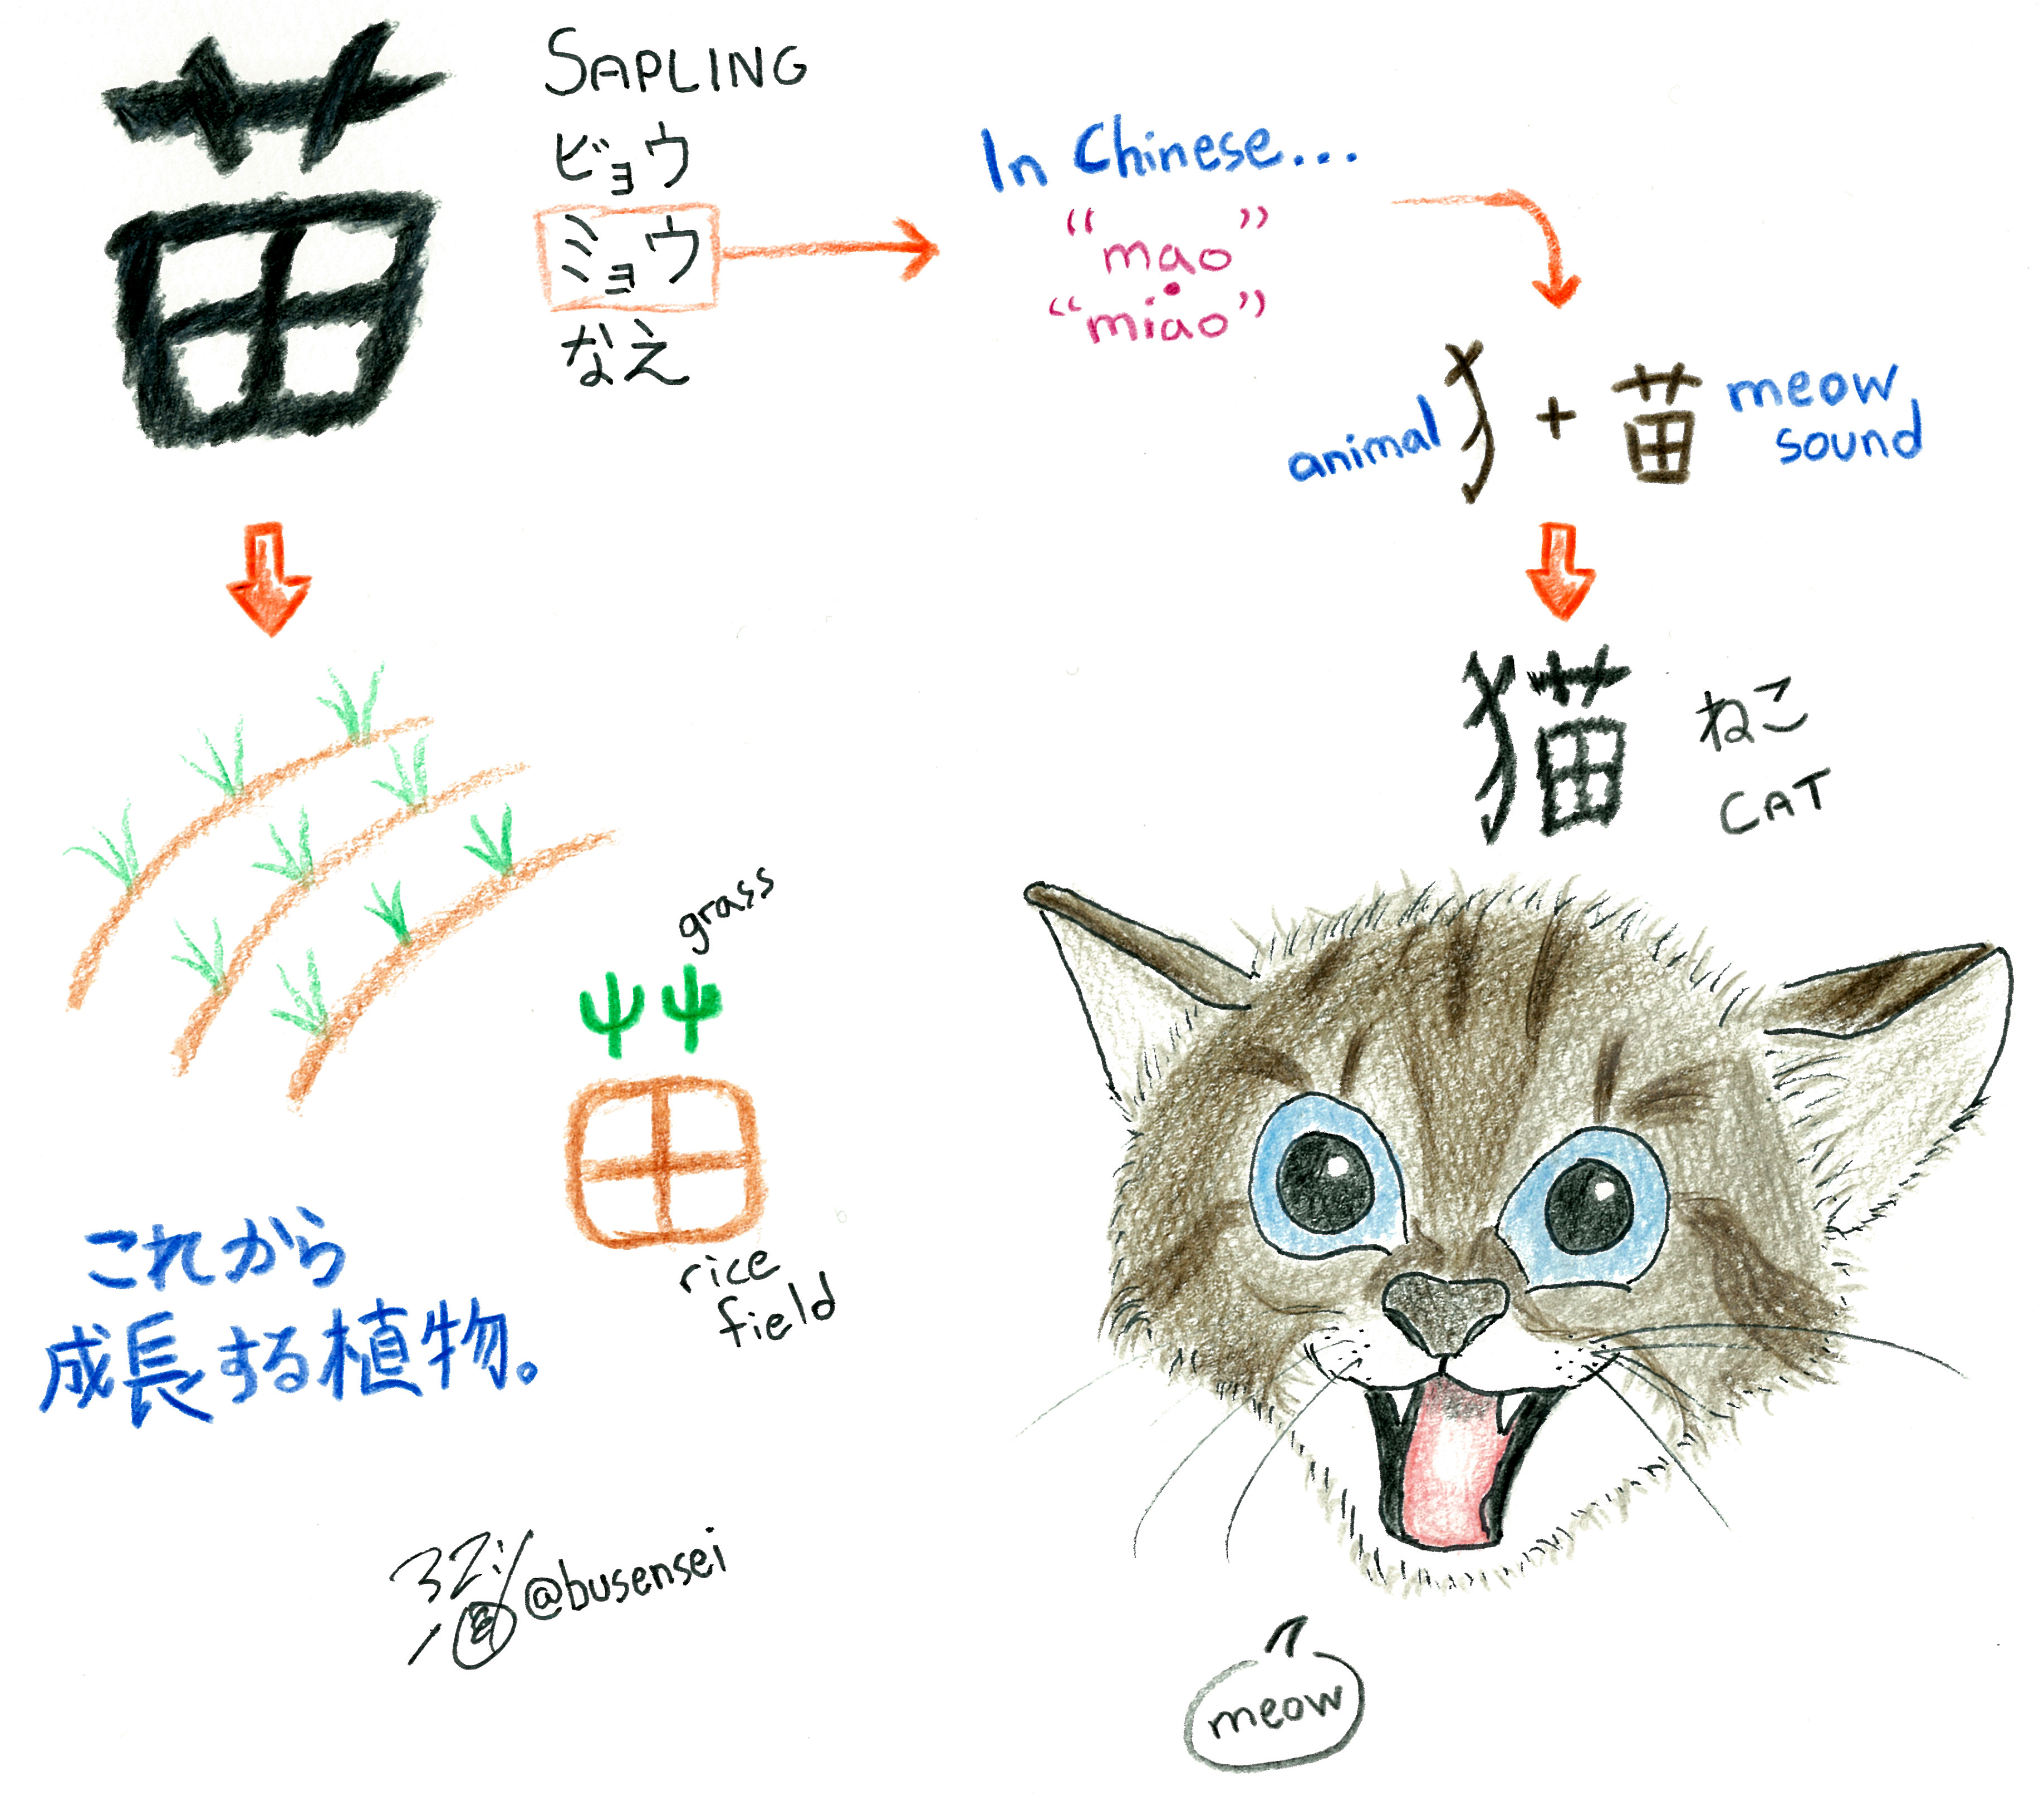 苗
SAPLING
ビョウ
ミョウ
なえ
In Chinese...
“mao”
•
“miao”
animal 犭 + 苗 meow
sound
猫
ねこ
CAT
grass
rice
field
これから
成長する植物。
@busensei
meow